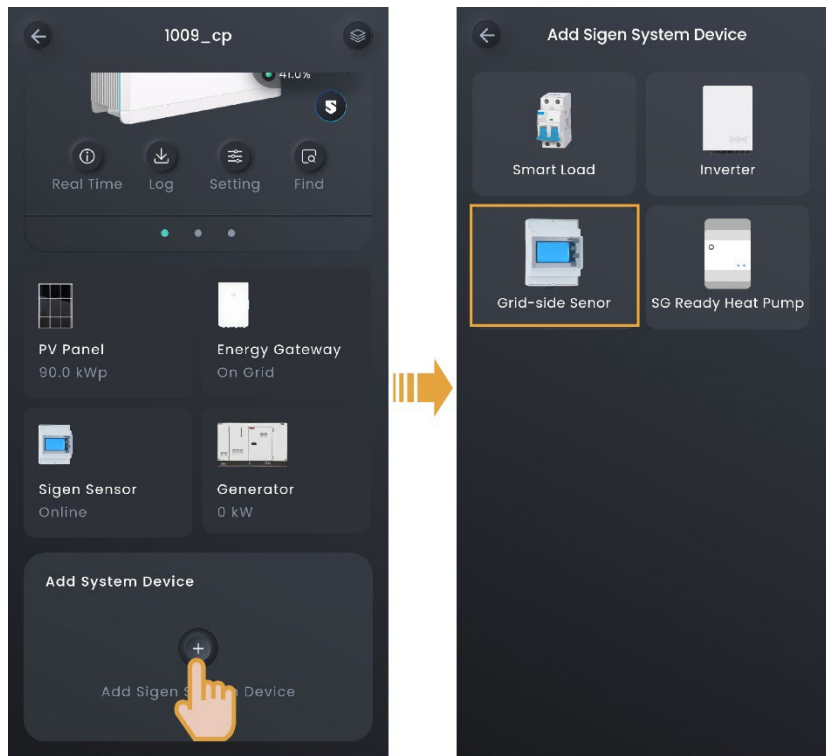 1009_cp
41.0%
Real Time Log Setting Find
PV Panel
90.0 kWp
Energy Gateway
On Grid
Sigen Sensor
Online
Generator
0 kW
Add System Device
Add Sigen S Device
Add Sigen System Device
Smart Load
Inverter
Grid-side Senor
SG Ready Heat Pump